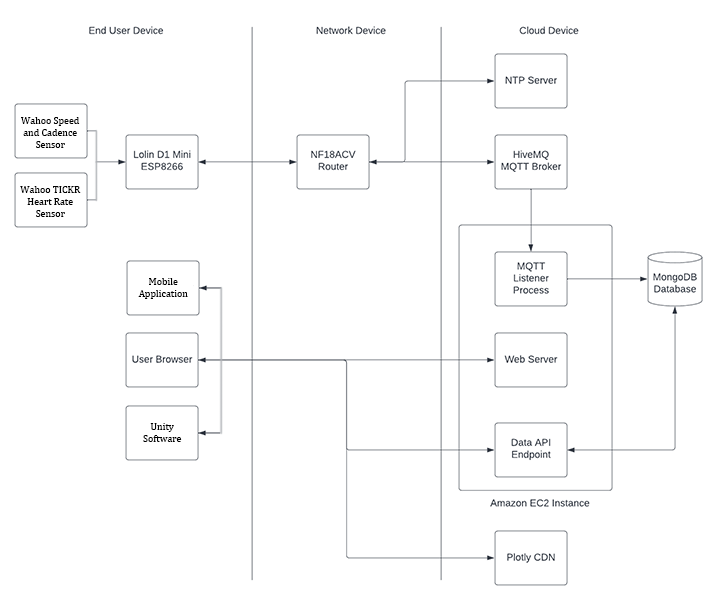 End User Device
Network Device
Cloud Device
NTP Server
Wahoo Speed
and Cadence
Sensor
Lolin D1 Mini
ESP8266
NF18ACV
Router
HiveMQ
MQTT Broker
Wahoo TICKR
Heart Rate
Sensor
MQTT
Listener
Process
MongoDB
Database
Mobile
Application
User Browser
Web Server
Unity
Software
Data API
Endpoint
Amazon EC2 Instance
Plotly CDN